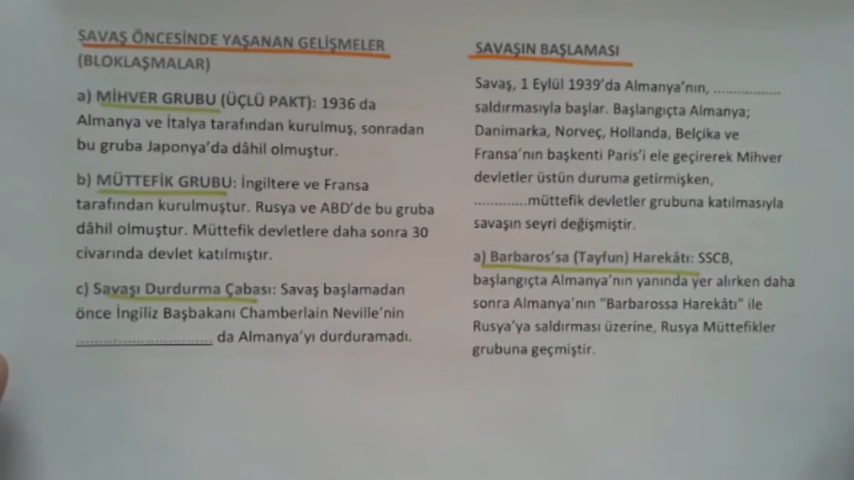 SAVAŞ ÖNCESİNDE YAŞANAN GELİŞMELER
(BLOKLAŞMALAR)
a) MİHVER GRUBU (ÜÇLÜ PAKT): 1936 da
Almanya ve İtalya tarafından kurulmuş, sonradan
bu gruba Japonya'da dâhil olmuştur.
b) MÜTTEFİK GRUBU: İngiltere ve Fransa
tarafından kurulmuştur. Rusya ve ABD'de bu gruba
dâhil olmuştur. Müttefik devletlere daha sonra 30
civarında devlet katılmıştır.
c) Savaşı Durdurma Çabası: Savaş başlamadan
önce İngiliz Başbakanı Chamberlain Neville'nin
................................ da Almanya'yı durduramadı.
SAVAŞIN BAŞLAMASI
Savaş, 1 Eylül 1939'da Almanya'nın, ................
saldırmasıyla başlar. Başlangıçta Almanya;
Danimarka, Norveç, Hollanda, Belçika ve
Fransa'nın başkenti Paris'i ele geçirerek Mihver
devletler üstün duruma getirmişken,
.............müttefik devletler grubuna katılmasıyla
savaşın seyri değişmiştir.
a) Barbaros'sa (Tayfun) Harekâtı: SSCB,
başlangıçta Almanya'nın yanında yer alırken daha
sonra Almanya'nın "Barbarossa Harekâtı" ile
Rusya'ya saldırması üzerine, Rusya Müttefikler
grubuna geçmiştir.